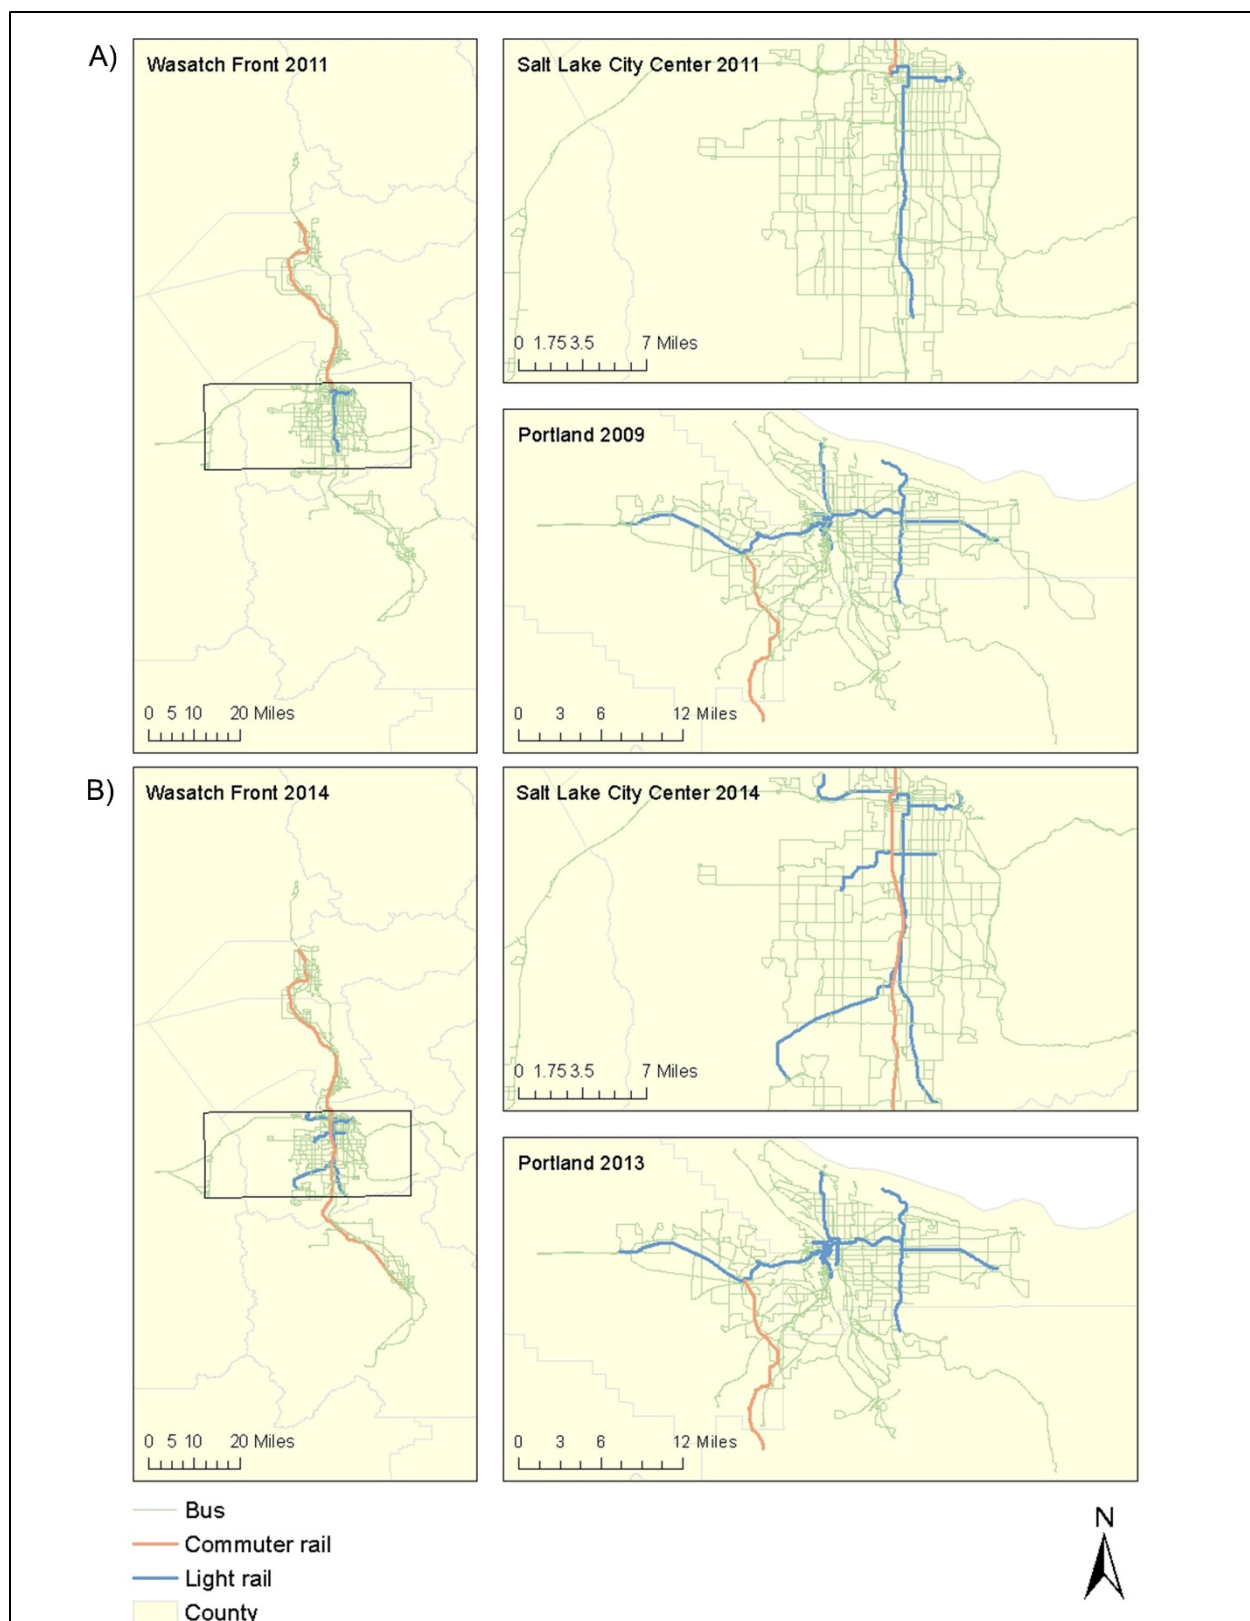 A)
Wasatch Front 2011
0 5 10 20 Miles
Salt Lake City Center 2011
0 1.75 3.5 7 Miles
Portland 2009
0 3 6 12 Miles
B)
Wasatch Front 2014
0 5 10 20 Miles
Salt Lake City Center 2014
0 1.75 3.5 7 Miles
Portland 2013
0 3 6 12 Miles
Bus
Commuter rail
Light rail
County
N